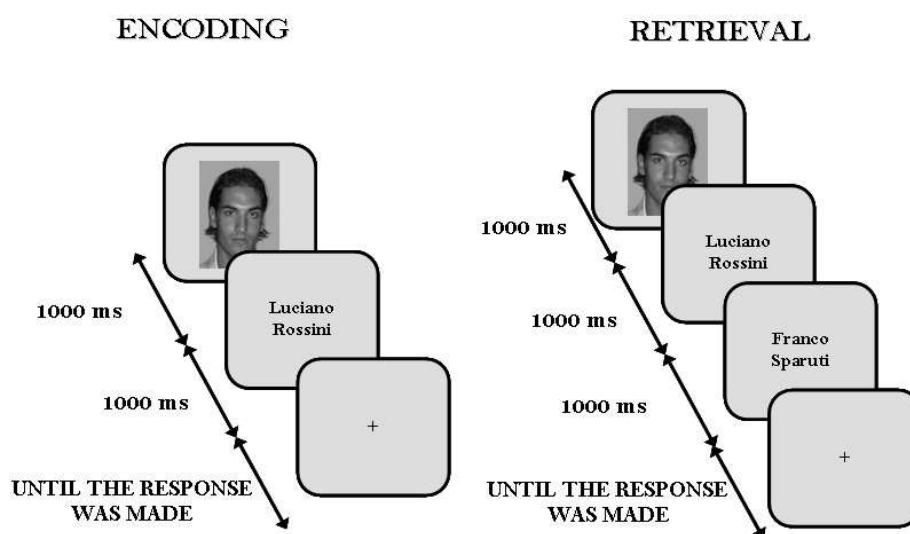 ENCODING
Luciano
Rossini
+
1000 ms
1000 ms
UNTIL THE RESPONSE
WAS MADE
RETRIEVAL
Luciano
Rossini
Franco
Sparuti
+
1000 ms
1000 ms
1000 ms
UNTIL THE RESPONSE
WAS MADE